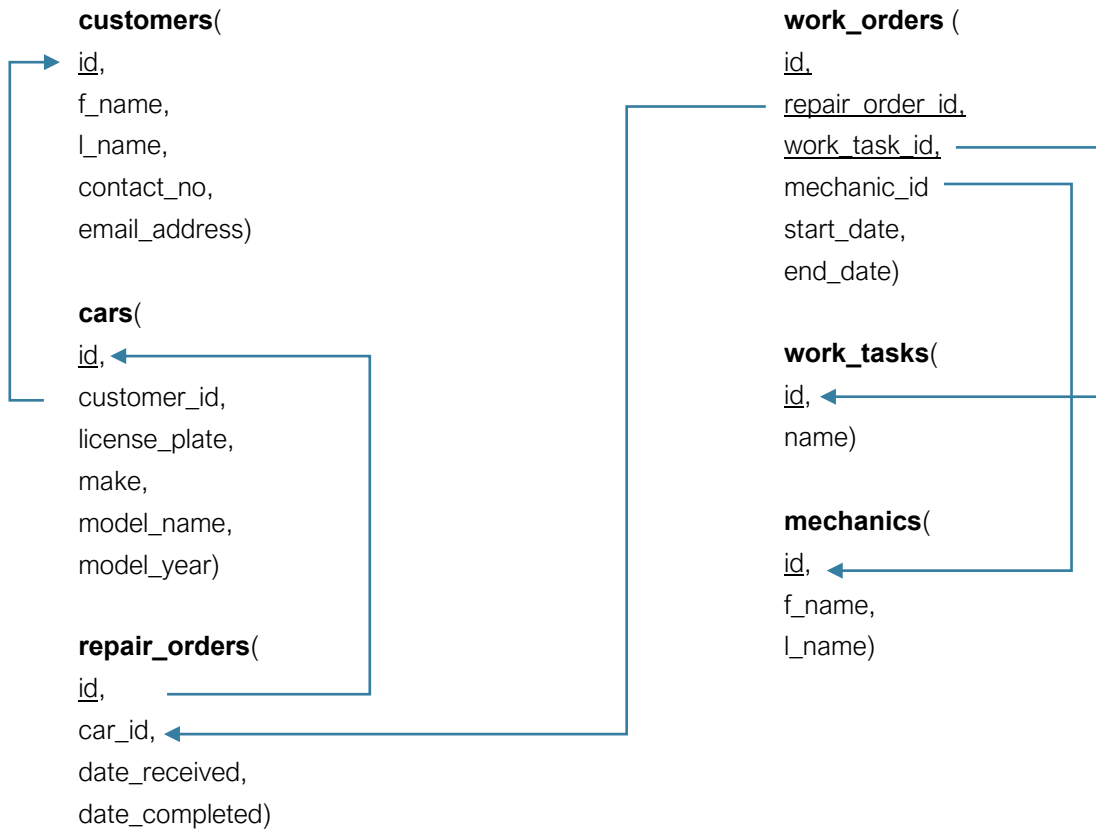 customers(
id,
f_name,
l_name,
contact_no,
email_address)
cars(
id,
customer_id,
license_plate,
make,
model_name,
model_year)
repair_orders(
id,
car_id,
date_received,
date_completed)
work_orders (
id,
repair_order_id,
work_task_id,
mechanic_id
start_date,
end_date)
work_tasks(
id,
name)
mechanics(
id,
f_name,
l_name)